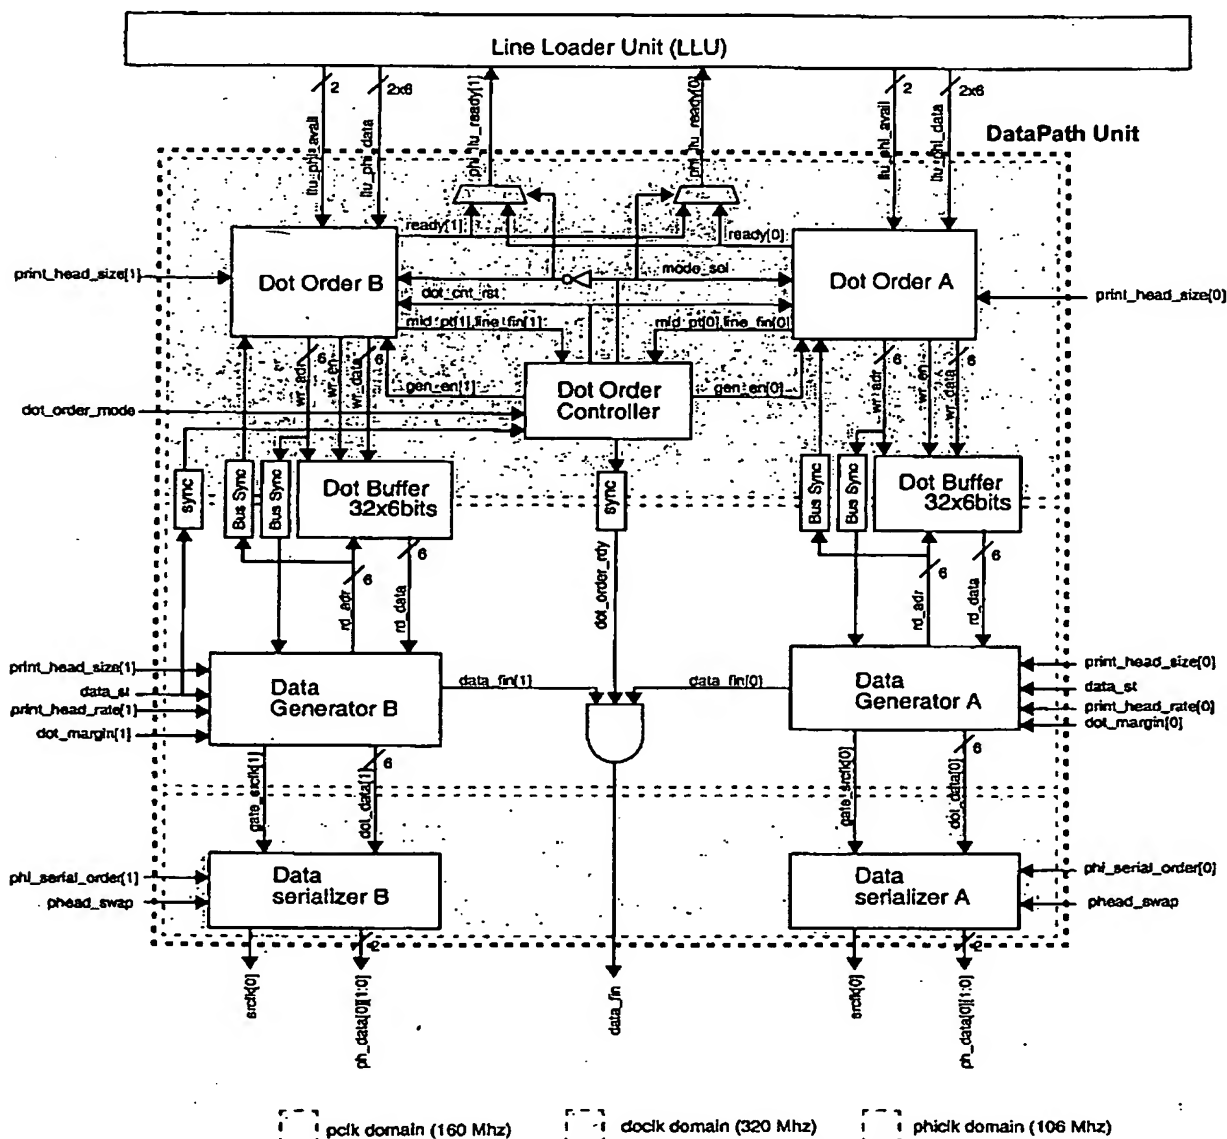 Line Loader Unit (LLU)
2
2x6
2
2x6
llu_phi_avail
llu_phi_data
phi_llu_ready[1]
phi_llu_ready[0]
llu_phi_avail
llu_phi_data
DataPath Unit
ready[1]
ready[0]
print_head_size[1]
Dot Order B
mode_sel
Dot Order A
dot_cnt_rst
print_head_size[0]
mid_pt[1],line_fin[1]
mid_pt[0],line_fin[0]
6
6
6
6
wr_adr
wr_en
wr_data
gen_en[1]
Dot Order
Controller
gen_en[0]
wr_adr
wr_en
wr_data
dot_order_mode
sync
Bus Sync
Bus Sync
Dot Buffer
32x6bits
sync
Bus Sync
Bus Sync
Dot Buffer
32x6bits
6
6
6
6
rd_adr
rd_data
dot_order_rdy
rd_adr
rd_data
print_head_size[1]
data_st
print_head_rate[1]
dot_margin[1]
Data
Generator B
data_fin[1]
data_fin[0]
Data
Generator A
print_head_size[0]
data_st
print_head_rate[0]
dot_margin[0]
gate_srclk[1]
dot_data[1]
6
gate_srclk[0]
dot_data[0]
6
phi_serial_order[1]
phead_swap
Data
serializer B
Data
serializer A
phi_serial_order[0]
phead_swap
2
2
srclk[0]
ph_data[0][1:0]
data_fin
srclk[0]
ph_data[0][1:0]
pclk domain (160 Mhz)
doclk domain (320 Mhz)
phiclk domain (106 Mhz)